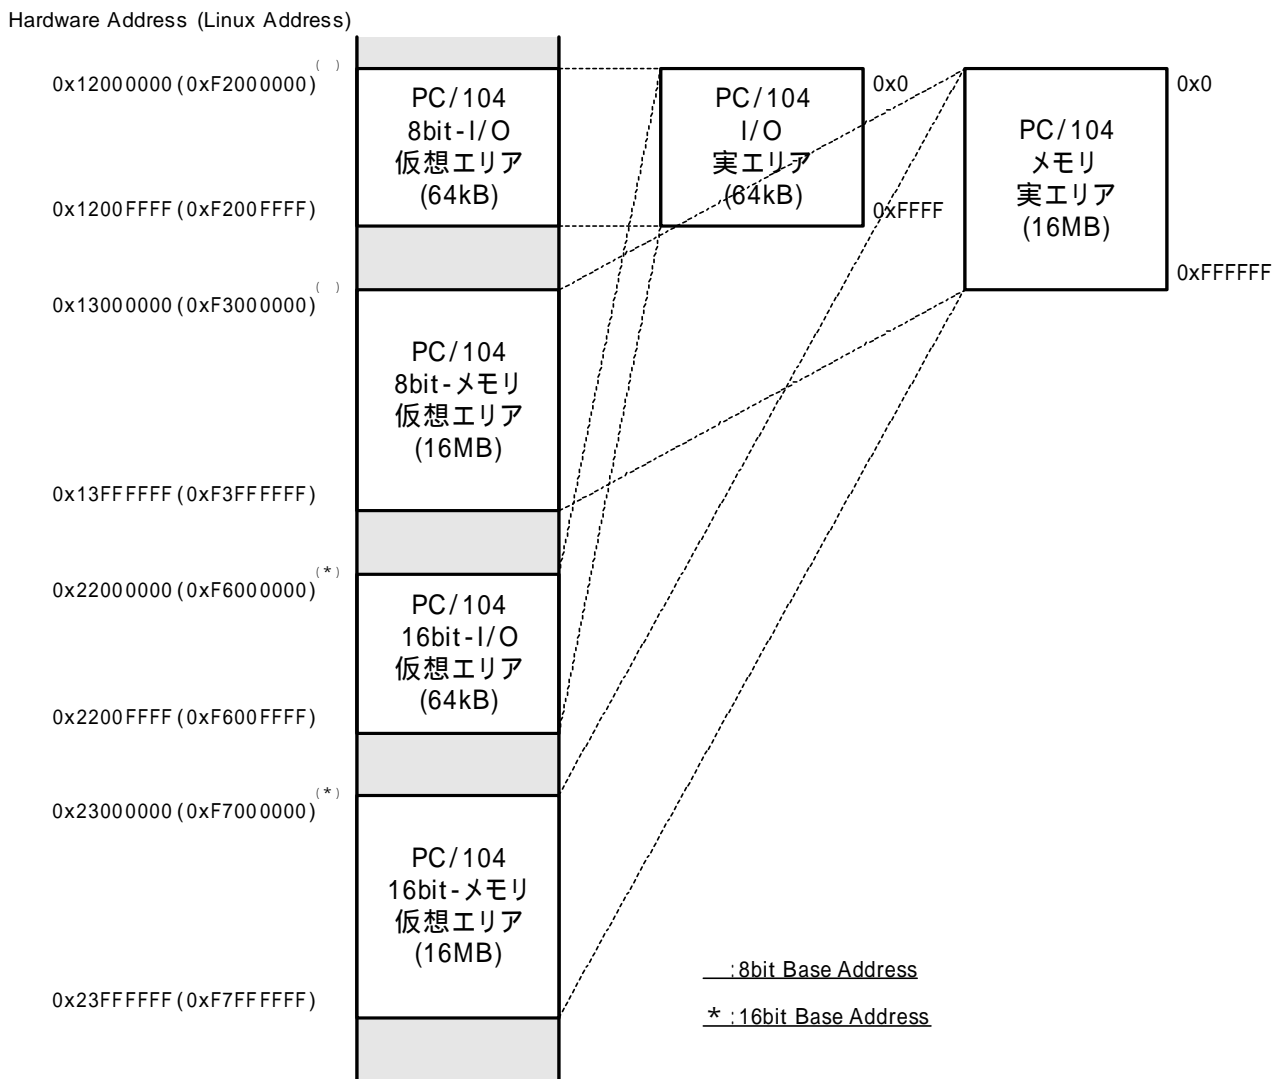 Hardware Address (Linux Address)
0x12000000(0xF2000000)( )
PC/104
8bit-I/O
仮想エリア
(64kB)
0x1200FFFF(0xF200FFFF)
PC/104
I/O
実エリア
(64kB)
0x0
0xFFFF
PC/104
メモリ
実エリア
(16MB)
0x0
0xFFFFFF
0x13000000(0xF3000000)( )
PC/104
8bit-メモリ
仮想エリア
(16MB)
0x13FFFFFF(0xF3FFFFFF)
0x22000000(0xF6000000)(*)
PC/104
16bit-I/O
仮想エリア
(64kB)
0x2200FFFF(0xF600FFFF)
0x23000000(0xF7000000)(*)
PC/104
16bit-メモリ
仮想エリア
(16MB)
0x23FFFFFF(0xF7FFFFFF)
:8bit Base Address
* :16bit Base Address